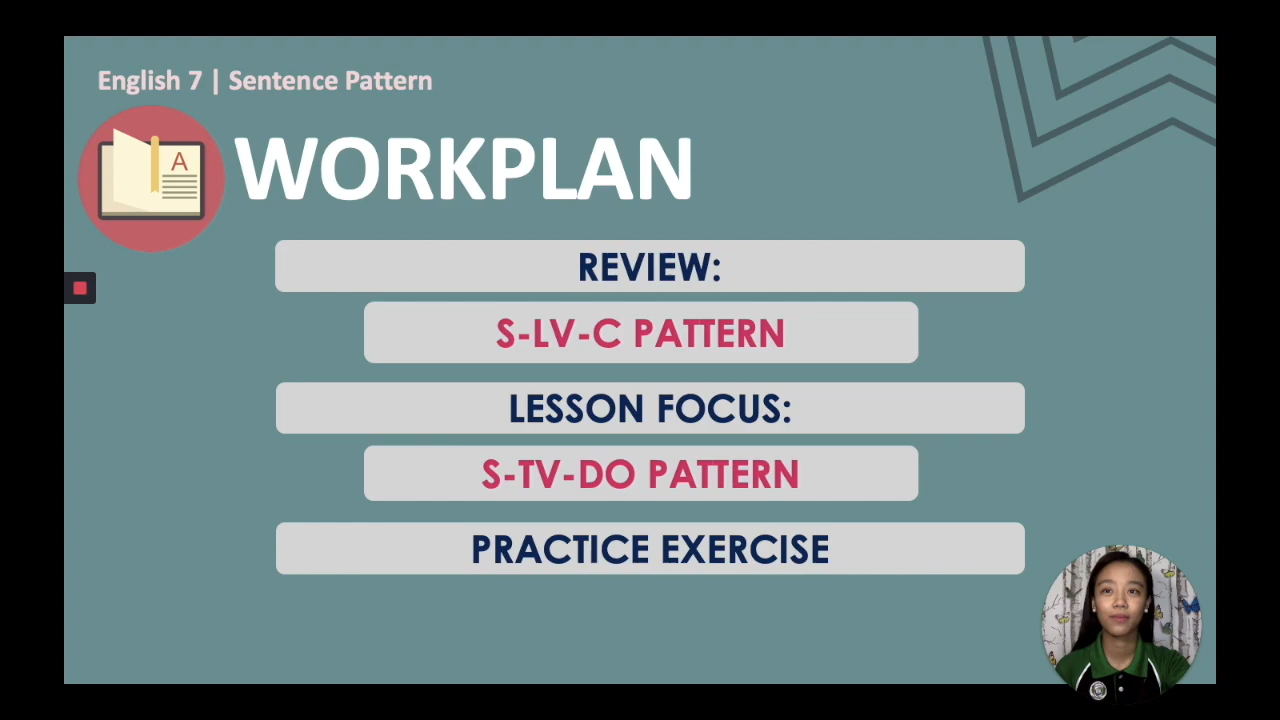 English 7 | Sentence Pattern
A
WORKPLAN
REVIEW:
S-LV-C PATTERN
LESSON FOCUS:
S-TV-DO PATTERN
PRACTICE EXERCISE